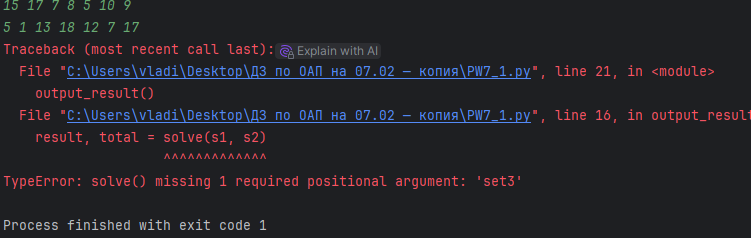 15 17 7 8 5 10 9
5 1 13 18 12 7 17
Traceback (most recent call last): Explain with AI
File "C:\Users\vladi\Desktop\ДЗ по ОАП на 07.02 — копия\PW7_1.py", line 21, in <module>
output_result()
File "C:\Users\vladi\Desktop\ДЗ по ОАП на 07.02 — копия\PW7_1.py", line 16, in output_result
result, total = solve(s1, s2)
^^^^^^^^^^^^^
TypeError: solve() missing 1 required positional argument: 'set3'
Process finished with exit code 1